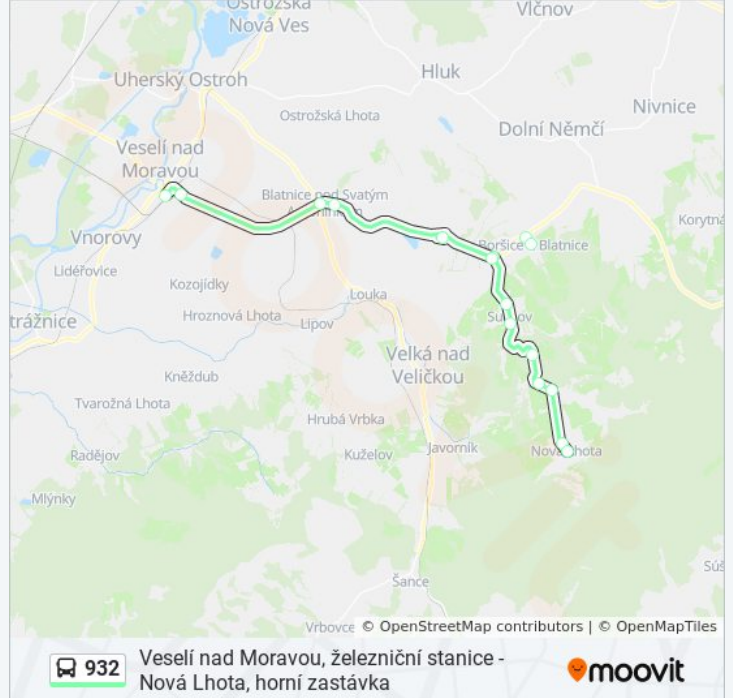 Ostrožská
Nová Ves
Vlčnov
Uherský Ostroh
Hluk
Nivnice
Ostrožská Lhota
Dolní Němčí
Veselí nad
Moravou
Blatnice pod Svatým
Korytná
Vnorovy
Boršice
Blatnice
Lidéřovice
Kozojídky
Louka
Hroznová Lhota
Lipov
trážnice
Velká nad
Veličkou
Kněždub
Tvarožná Lhota
Hrubá Vrbka
Javorník
Nová Lhota
Radějov
Kuželov
Mlýnky
Šance
Vrbovce
© OpenStreetMap contributors | © OpenMapTiles
932
Veselí nad Moravou, železniční stanice -
Nová Lhota, horní zastávka
moovit